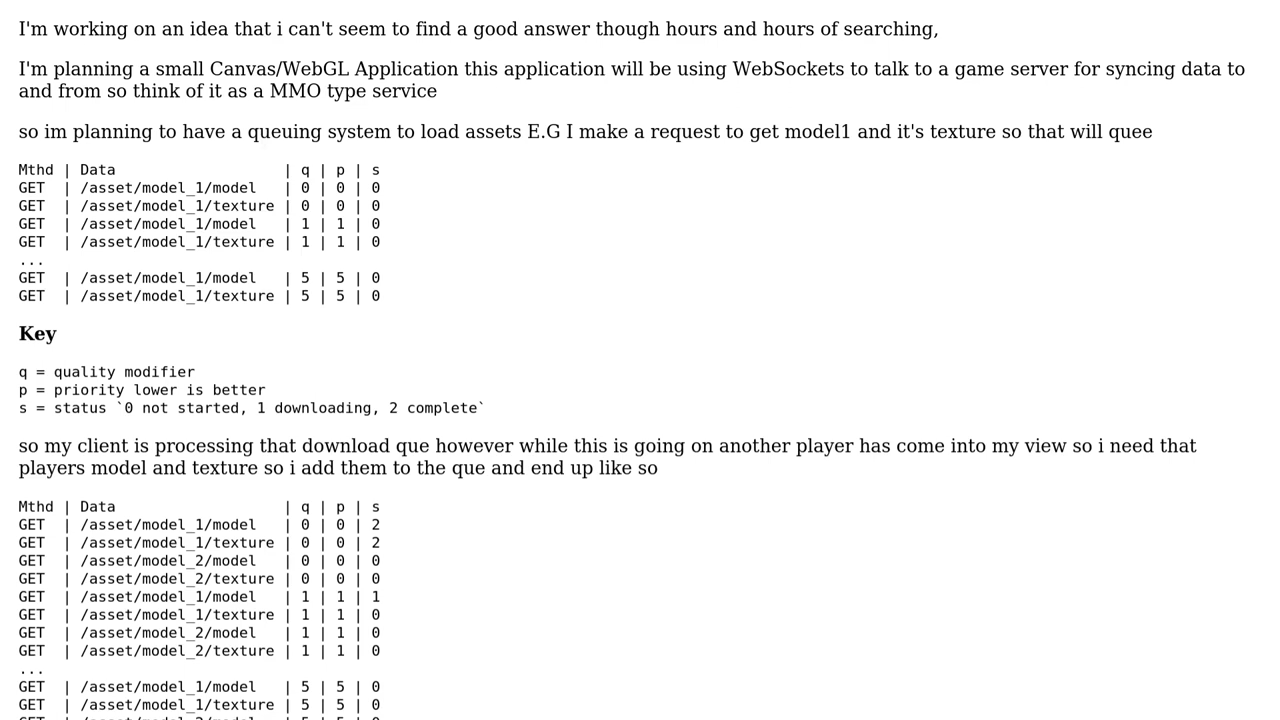 I'm working on an idea that i can't seem to find a good answer though hours and hours of searching,
I'm planning a small Canvas/WebGL Application this application will be using WebSockets to talk to a game server for syncing data to
and from so think of it as a MMO type service
so im planning to have a queuing system to load assets E.G I make a request to get model1 and it's texture so that will quee
Mthd | Data                   | q | p | s
GET  | /asset/model_1/model   | 0 | 0 | 0
GET  | /asset/model_1/texture | 0 | 0 | 0
GET  | /asset/model_1/model   | 1 | 1 | 0
GET  | /asset/model_1/texture | 1 | 1 | 0
...
GET  | /asset/model_1/model   | 5 | 5 | 0
GET  | /asset/model_1/texture | 5 | 5 | 0
Key
q = quality modifier
p = priority lower is better
s = status `0 not started, 1 downloading, 2 complete`
so my client is processing that download que however while this is going on another player has come into my view so i need that
players model and texture so i add them to the que and end up like so
Mthd | Data                   | q | p | s
GET  | /asset/model_1/model   | 0 | 0 | 2
GET  | /asset/model_1/texture | 0 | 0 | 2
GET  | /asset/model_2/model   | 0 | 0 | 0
GET  | /asset/model_2/texture | 0 | 0 | 0
GET  | /asset/model_1/model   | 1 | 1 | 1
GET  | /asset/model_1/texture | 1 | 1 | 0
GET  | /asset/model_2/model   | 1 | 1 | 0
GET  | /asset/model_2/texture | 1 | 1 | 0
...
GET  | /asset/model_1/model   | 5 | 5 | 0
GET  | /asset/model_1/texture | 5 | 5 | 0